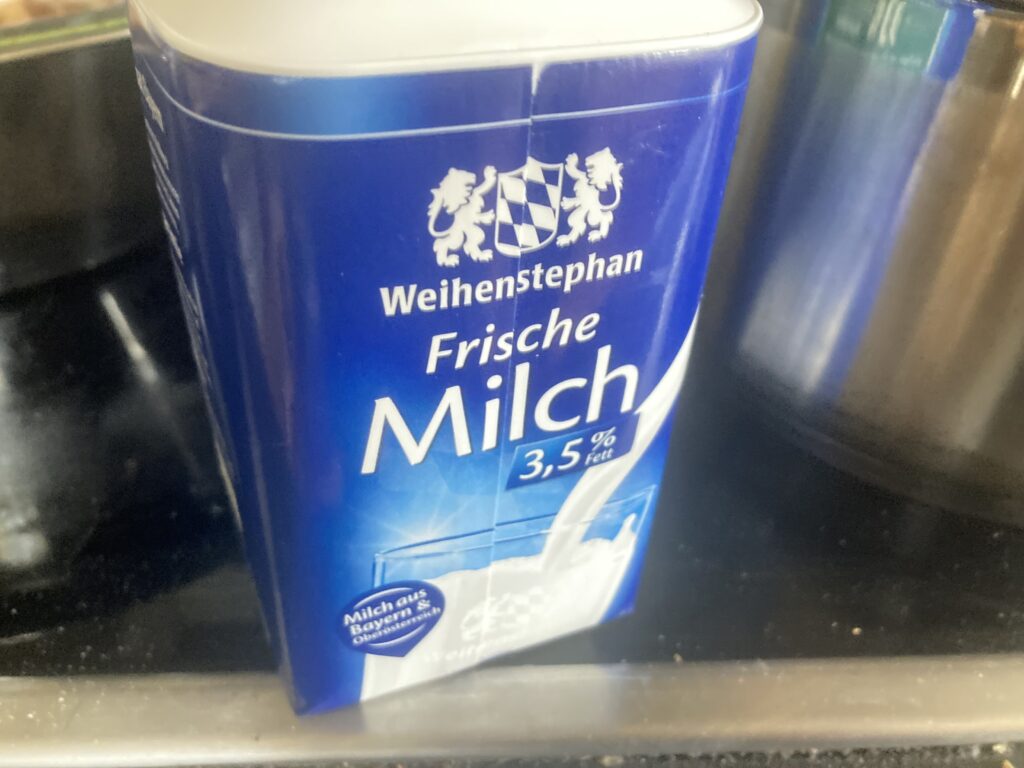 Weihenstephan
Frische
Milch
3,5 %
Fett
Milch aus
Bayern &
Oberösterreich